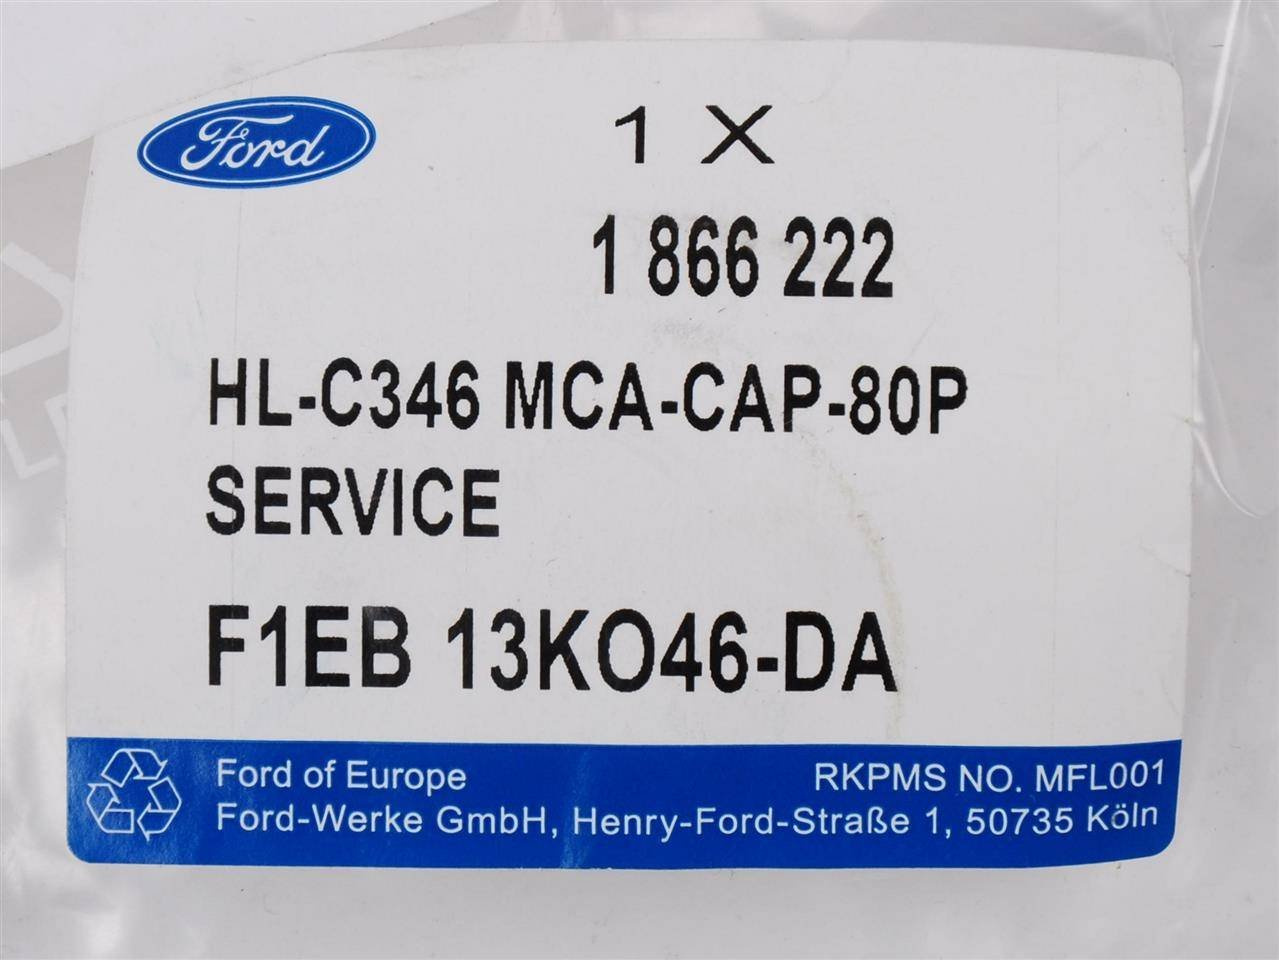 Ford
1 X
1 866 222
HL-C346 MCA-CAP-80P
SERVICE
F1EB 13KO46-DA
Ford of Europe
RKPMS NO. MFL001
Ford-Werke GmbH, Henry-Ford-Straße 1, 50735 Köln